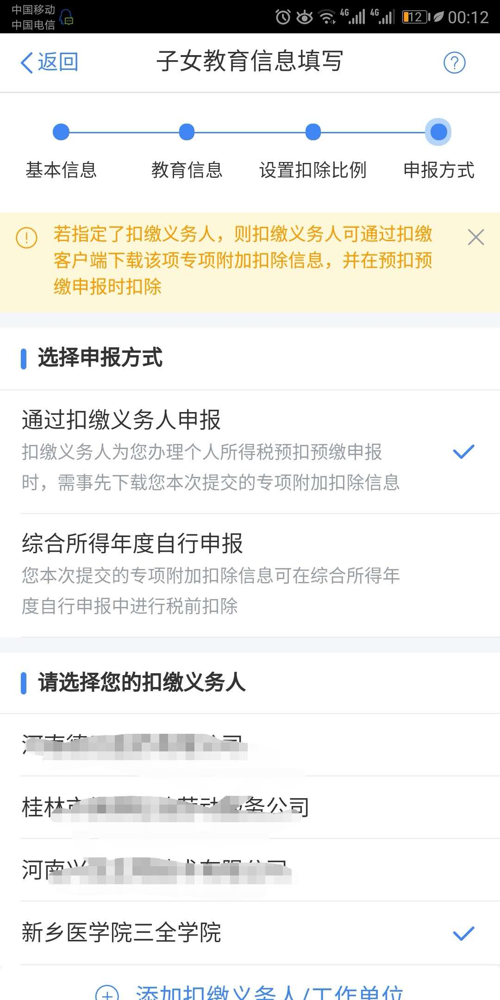 中国移动
中国电信
4G 4G 12 00:12
返回 子女教育信息填写 ?
基本信息 教育信息 设置扣除比例 申报方式
若指定了扣缴义务人，则扣缴义务人可通过扣缴
客户端下载该项专项附加扣除信息，并在预扣预
缴申报时扣除
选择申报方式
通过扣缴义务人申报
扣缴义务人为您办理个人所得税预扣预缴申报
时，需事先下载您本次提交的专项附加扣除信息
综合所得年度自行申报
您本次提交的专项附加扣除信息可在综合所得年
度自行申报中进行税前扣除
请选择您的扣缴义务人
河南 公司
桂林 务公司
河南
新乡医学院三全学院
添加扣缴义务人/工作单位